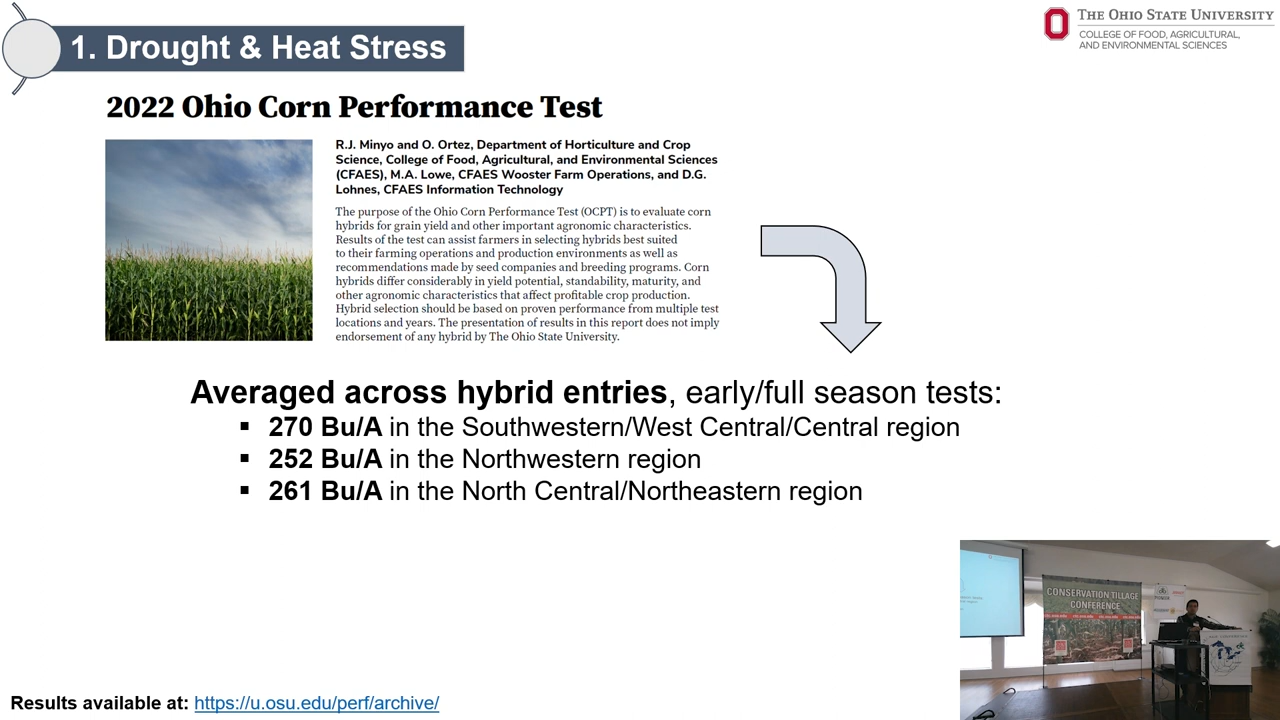 1. Drought & Heat Stress
THE OHIO STATE UNIVERSITY
COLLEGE OF FOOD, AGRICULTURAL,
AND ENVIRONMENTAL SCIENCES
2022 Ohio Corn Performance Test
R.J. Minyo and O. Ortez, Department of Horticulture and Crop
Science, College of Food, Agricultural, and Environmental Sciences
(CFAES), M.A. Lowe, CFAES Wooster Farm Operations, and D.G.
Lohnes, CFAES Information Technology
The purpose of the Ohio Corn Performance Test (OCPT) is to evaluate corn
hybrids for grain yield and other important agronomic characteristics.
Results of the test can assist farmers in selecting hybrids best suited
to their farming operations and production environments as well as
recommendations made by seed companies and breeding programs. Corn
hybrids differ considerably in yield potential, standability, maturity, and
other agronomic characteristics that affect profitable crop production.
Hybrid selection should be based on proven performance from multiple test
locations and years. The presentation of results in this report does not imply
endorsement of any hybrid by The Ohio State University.
Averaged across hybrid entries, early/full season tests:
▪ 270 Bu/A in the Southwestern/West Central/Central region
▪ 252 Bu/A in the Northwestern region
▪ 261 Bu/A in the North Central/Northeastern region
CONSERVATION TILLAGE
CONFERENCE
Results available at: https://u.osu.edu/perf/archive/